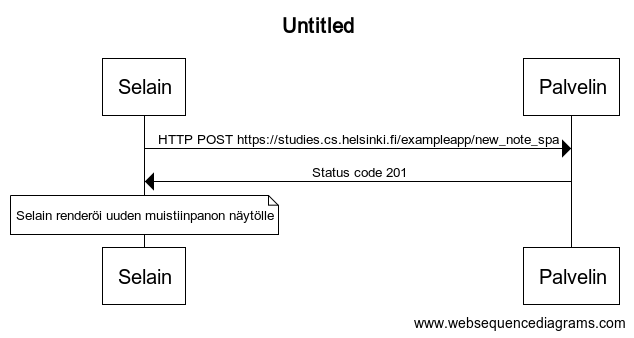 Untitled
Selain
Palvelin
HTTP POST https://studies.cs.helsinki.fi/exampleapp/new_note_spa
Status code 201
Selain renderöi uuden muistiinpanon näytölle
Selain
Palvelin
www.websequencediagrams.com